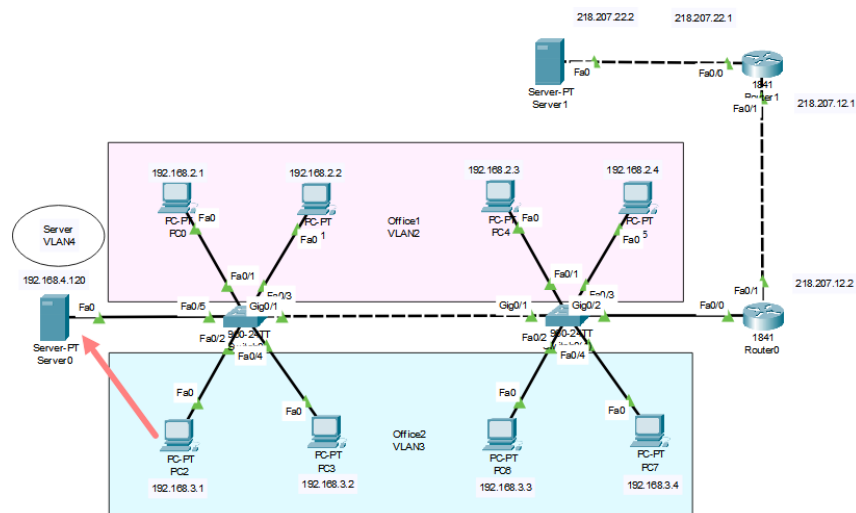 218.207.22.2
218.207.22.1
Fa0
Fa0/0
Server-PT
Server1
1841
Router1
Fa0/1
218.207.12.1
192.168.2.1
192.168.2.2
192.168.2.3
192.168.2.4
Server
VLAN4
PC-PT
PC0
Fa0
PC-PT
Fa0 1
Office1
VLAN2
PC-PT
PC4
Fa0
PC-PT
Fa0 5
192.168.4.120
Fa0/1
Fa0/3
Fa0/1
Fa0/3
Fa0/1
218.207.12.2
Fa0
Fa0/5
Gig0/1
Gig0/1
Gig0/2
Fa0/0
Server-PT
Server0
Fa0/2
Fa0/4
Fa0/2
Fa0/4
1841
Router0
Fa0
Fa0
Fa0
Fa0
Office2
VLAN3
PC-PT
PC2
PC-PT
PC3
PC-PT
PC6
PC-PT
PC7
192.168.3.1
192.168.3.2
192.168.3.3
192.168.3.4